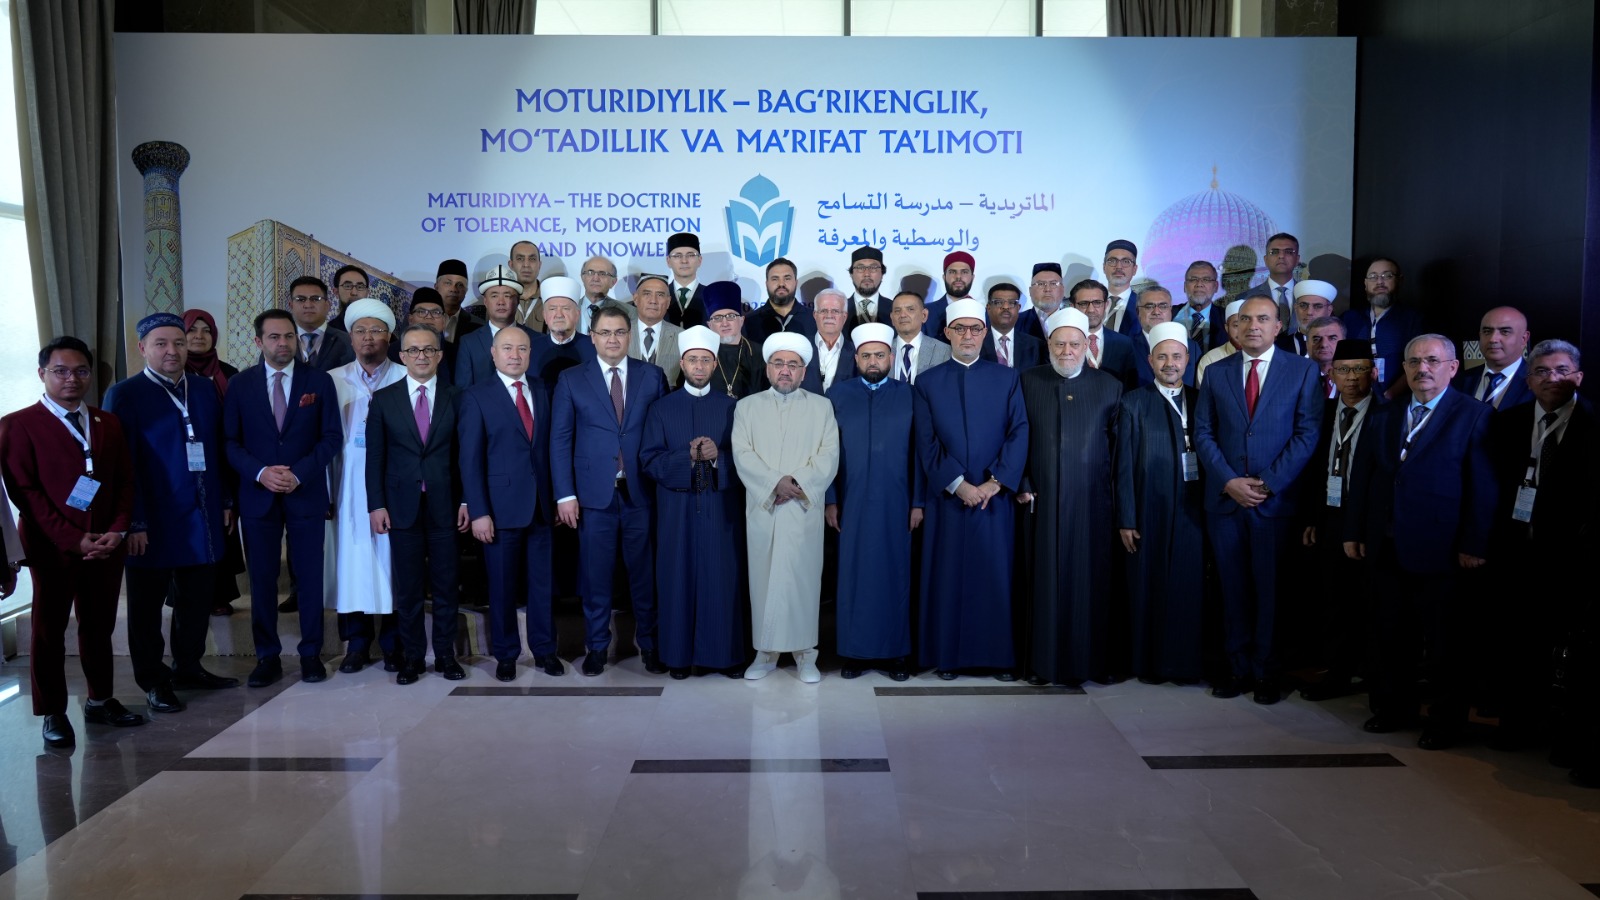 MOTURIDIYLIK – BAG‘RIKENGLIK,
MO‘TADILLIK VA MA’RIFAT TA’LIMOTI
MATURIDIYYA – THE DOCTRINE
OF TOLERANCE, MODERATION
AND
الماتريدية – مدرسة التسامح
والوسطية والمعرفة